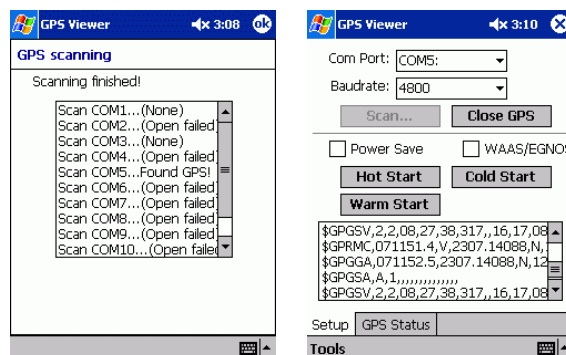 GPS Viewer 3:08 ok
GPS scanning
Scanning finished!
Scan COM1...(None)
Scan COM2...(Open failed)
Scan COM3...(None)
Scan COM4...(Open failed)
Scan COM5...Found GPS!
Scan COM6...(Open failed)
Scan COM7...(Open failed)
Scan COM8...(Open failed)
Scan COM9...(Open failed)
Scan COM10...(Open failed
GPS Viewer 3:10
Com Port: COM5:
Baudrate: 4800
Scan... Close GPS
Power Save WAAS/EGNOS
Hot Start Cold Start
Warm Start
$GPGSV,2,2,08,27,38,317,,16,17,08
$GPRMC,071151.4,V,2307.14088,N,
$GPGGA,071152.5,2307.14088,N,12
$GPGSA,A,1,,,,,,,,,,,,,,
$GPGSV,2,2,08,27,38,317,,16,17,08
Setup GPS Status
Tools